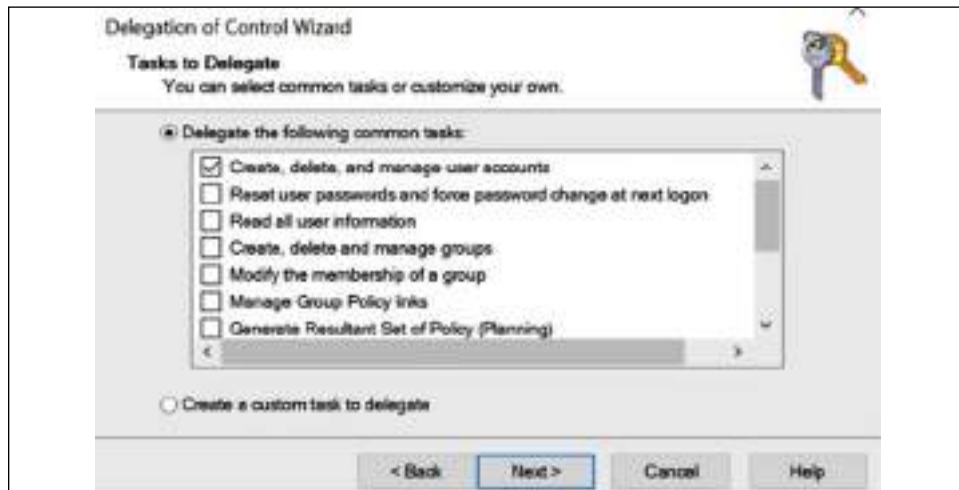 Delegation of Control Wizard
Tasks to Delegate
You can select common tasks or customize your own.
Delegate the following common tasks:
Create, delete, and manage user accounts
Reset user passwords and force password change at next logon
Read all user information
Create, delete and manage groups
Modify the membership of a group
Manage Group Policy links
Generate Resultant Set of Policy (Planning)
Create a custom task to delegate
< Back Next > Cancel Help